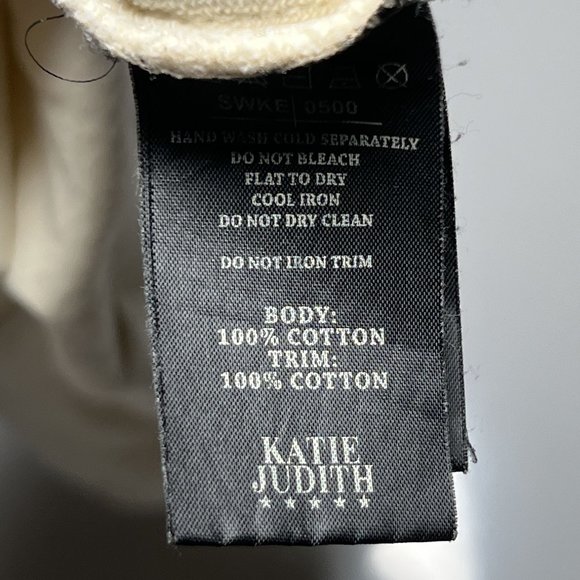 SWKE 0500
HAND WASH COLD SEPARATELY
DO NOT BLEACH
FLAT TO DRY
COOL IRON
DO NOT DRY CLEAN
DO NOT IRON TRIM
BODY:
100% COTTON
TRIM:
100% COTTON
KATIE
JUDITH